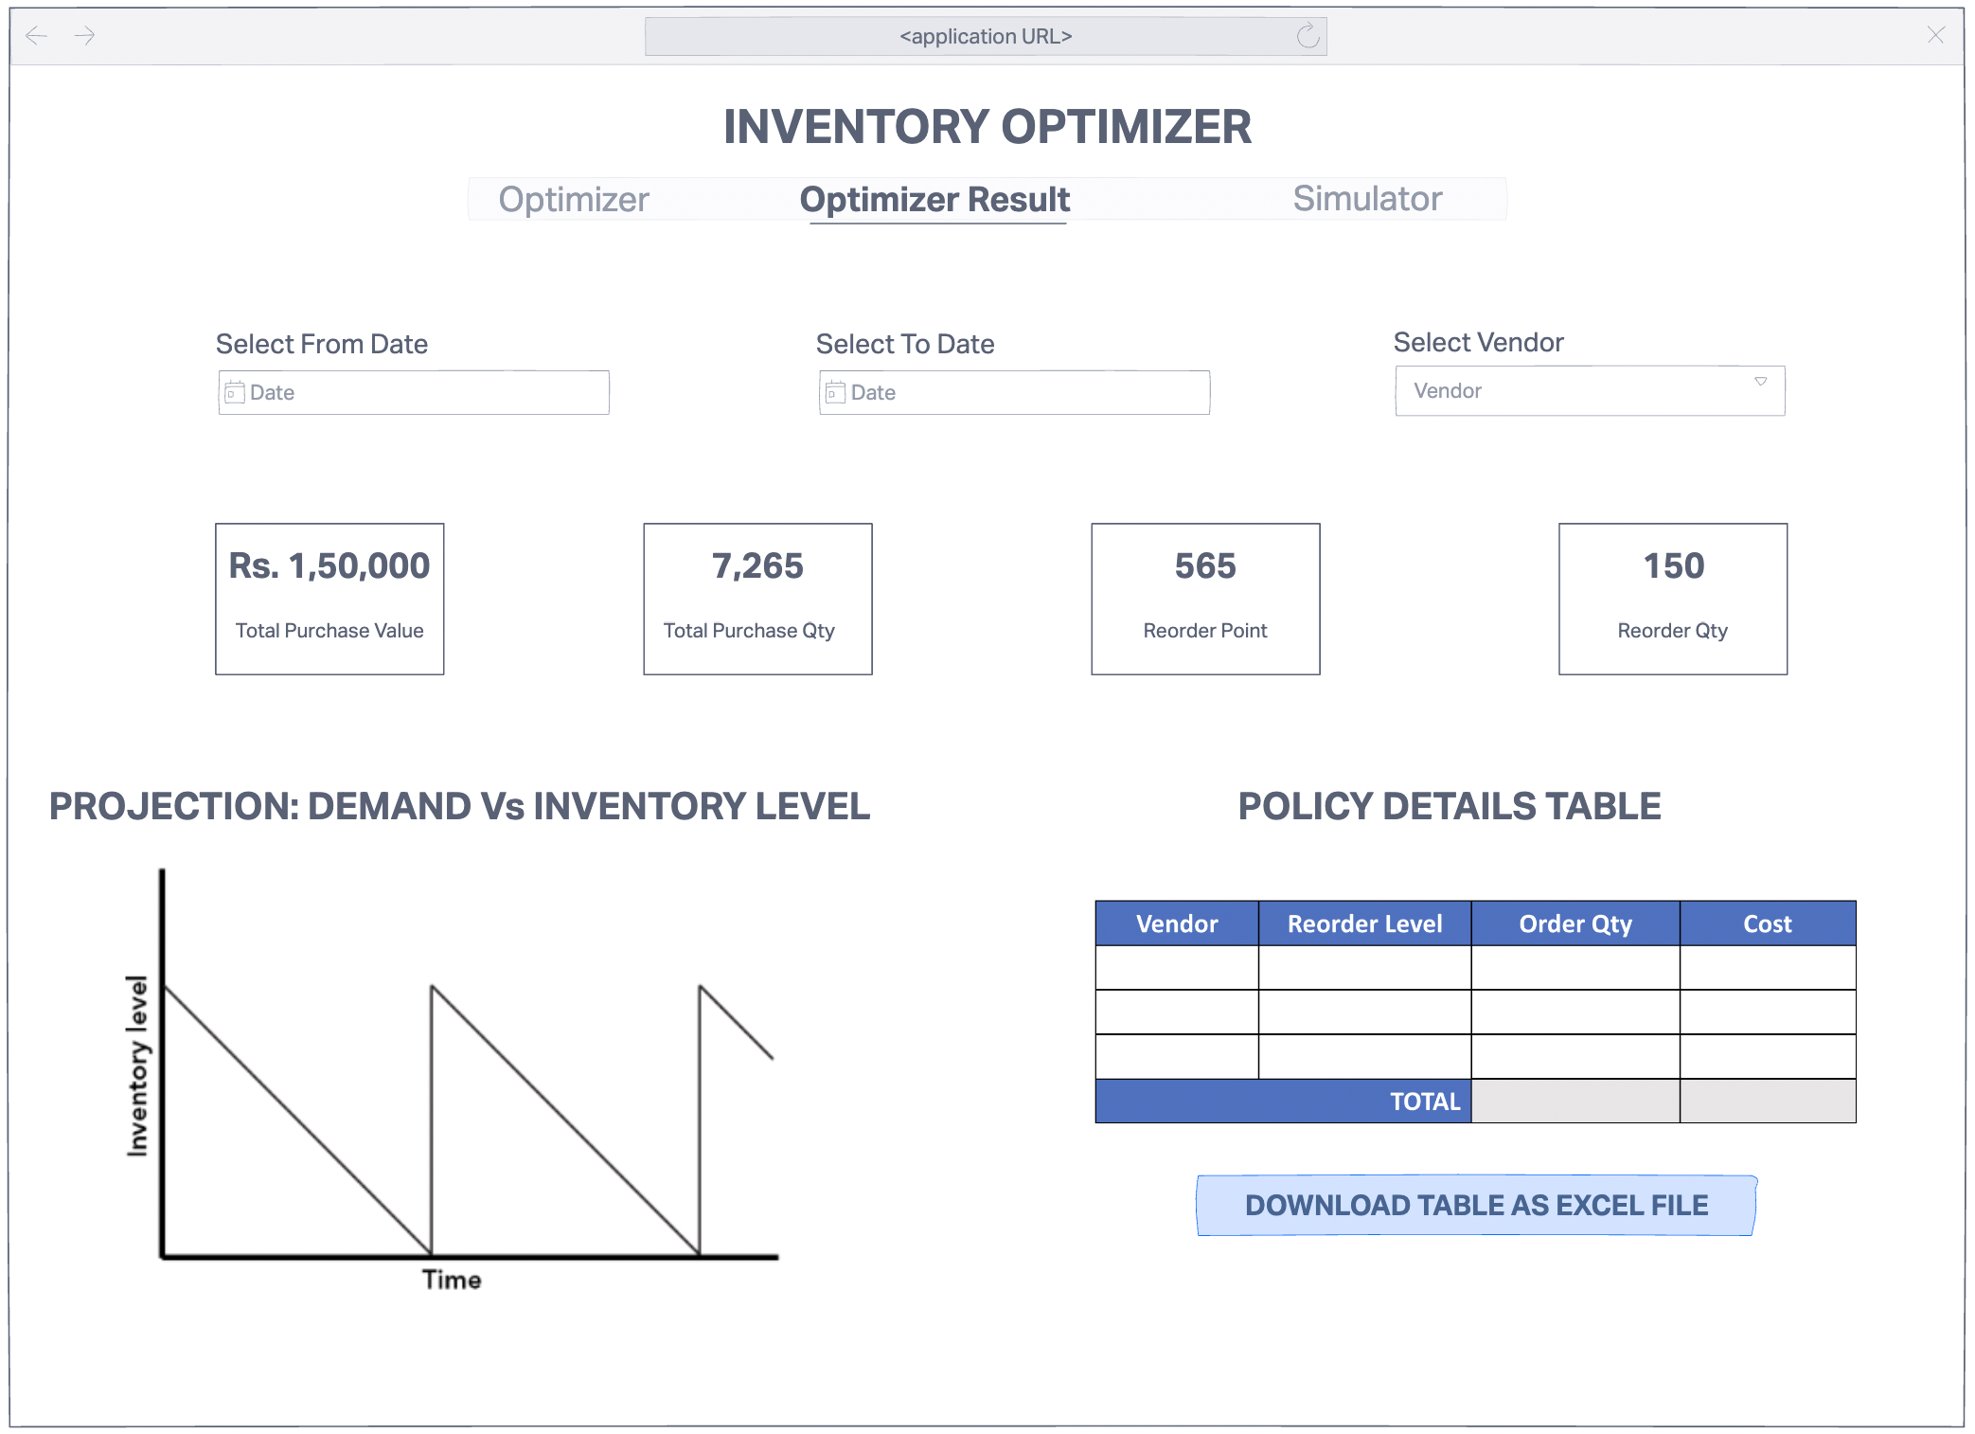 <application URL>
INVENTORY OPTIMIZER
Optimizer Optimizer Result Simulator
Select From Date Select To Date Select Vendor
Date Date Vendor
Rs. 1,50,000 7,265 565 150
Total Purchase Value Total Purchase Qty Reorder Point Reorder Qty
PROJECTION: DEMAND Vs INVENTORY LEVEL
Inventory level
Time
POLICY DETAILS TABLE
Vendor Reorder Level Order Qty Cost
TOTAL
DOWNLOAD TABLE AS EXCEL FILE